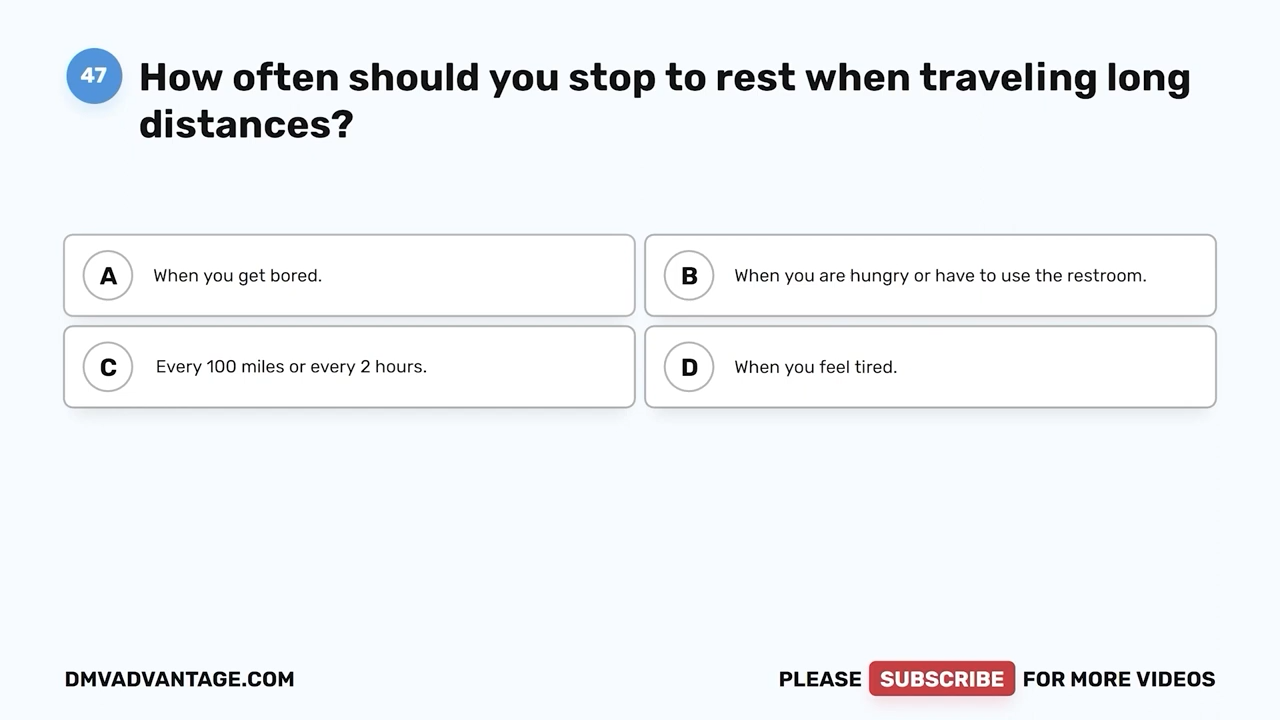 47
How often should you stop to rest when traveling long
distances?
A When you get bored.
B When you are hungry or have to use the restroom.
C Every 100 miles or every 2 hours.
D When you feel tired.
DMVADVANTAGE.COM
PLEASE SUBSCRIBE FOR MORE VIDEOS